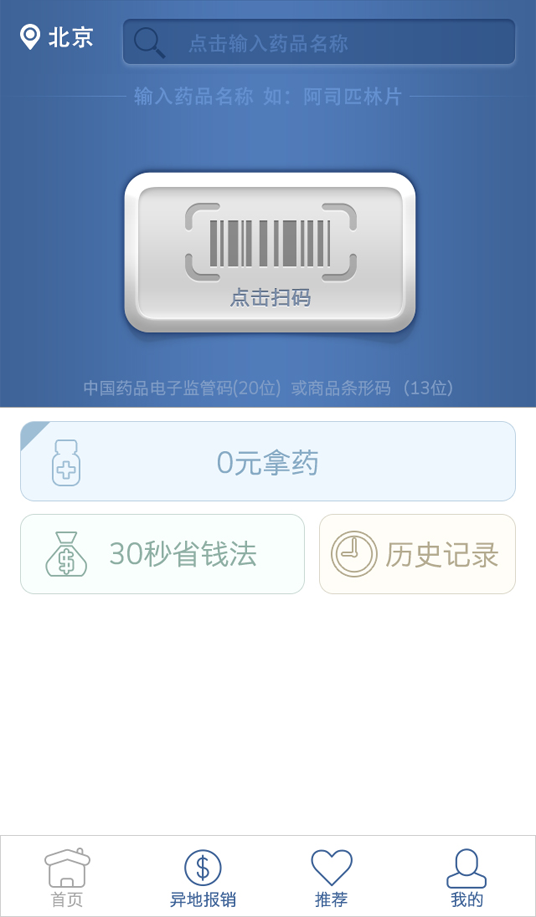 北京
点击输入药品名称
输入药品名称 如：阿司匹林片
点击扫码
中国药品电子监管码(20位) 或商品条形码 （13位）
0元拿药
30秒省钱法
历史记录
首页
异地报销
推荐
我的